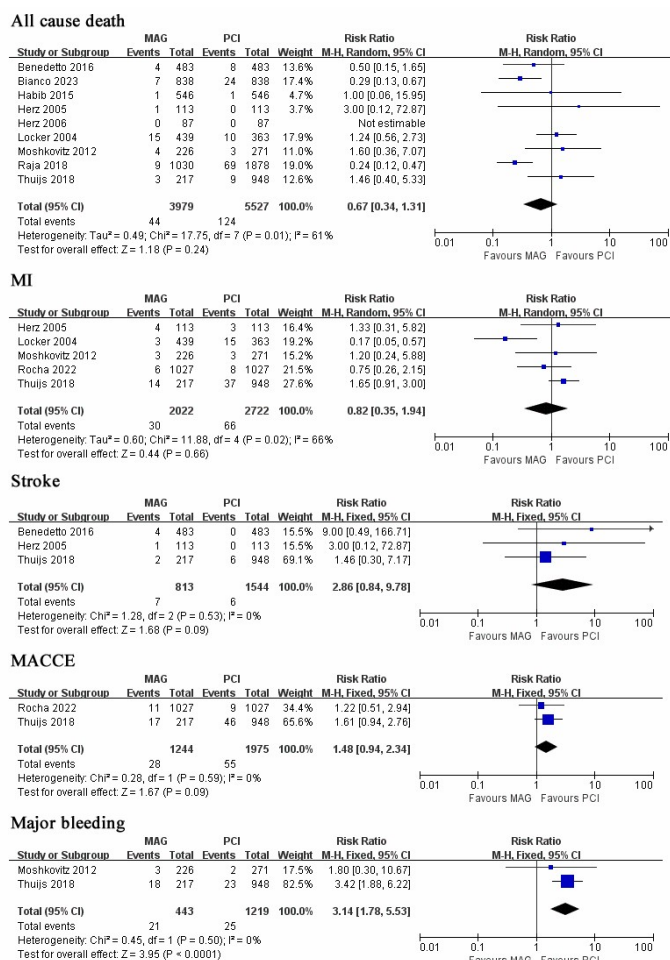 All cause death
MAG PCI Risk Ratio Risk Ratio
Study or Subgroup Events Total Events Total Weight M-H, Random, 95% CI M-H, Random, 95% CI
Benedetto 2016 4 483 8 483 13.6% 0.50 [0.15, 1.65]
Bianco 2023 7 838 24 838 18.9% 0.29 [0.13, 0.67]
Habib 2015 1 546 1 546 4.6% 1.00 [0.06, 15.95]
Herz 2005 1 113 0 113 3.7% 3.00 [0.12, 72.87]
Herz 2006 0 87 0 87 Not estimable
Locker 2004 15 439 10 363 17.9% 1.24 [0.56, 2.73]
Moshkovitz 2012 4 226 3 271 11.0% 1.60 [0.36, 7.07]
Raja 2018 9 1030 69 1878 19.0% 0.24 [0.12, 0.47]
Thuijs 2018 3 217 9 948 12.6% 1.46 [0.40, 5.33]
Total (95% CI) 3979 5527 100.0% 0.67 [0.34, 1.31]
Total events 44 124
Heterogeneity: Tau² = 0.49; Chi² = 17.75, df = 7 (P = 0.01); I² = 61%
Test for overall effect: Z = 1.18 (P = 0.24)
0.01 0.1 1 10 100
Favours MAG Favours PCI
MI
MAG PCI Risk Ratio Risk Ratio
Study or Subgroup Events Total Events Total Weight M-H, Random, 95% CI M-H, Random, 95% CI
Herz 2005 4 113 3 113 16.4% 1.33 [0.31, 5.82]
Locker 2004 3 439 15 363 19.2% 0.17 [0.05, 0.57]
Moshkovitz 2012 3 226 3 271 15.2% 1.20 [0.24, 5.88]
Rocha 2022 6 1027 8 1027 21.5% 0.75 [0.26, 2.15]
Thuijs 2018 14 217 37 948 27.6% 1.65 [0.91, 3.00]
Total (95% CI) 2022 2722 100.0% 0.82 [0.35, 1.94]
Total events 30 66
Heterogeneity: Tau² = 0.60; Chi² = 11.88, df = 4 (P = 0.02); I² = 66%
Test for overall effect: Z = 0.44 (P = 0.66)
0.01 0.1 1 10 100
Favours MAG Favours PCI
Stroke
MAG PCI Risk Ratio Risk Ratio
Study or Subgroup Events Total Events Total Weight M-H, Fixed, 95% CI M-H, Fixed, 95% CI
Benedetto 2016 4 483 0 483 15.5% 9.00 [0.49, 166.71]
Herz 2005 1 113 0 113 15.5% 3.00 [0.12, 72.87]
Thuijs 2018 2 217 6 948 69.1% 1.46 [0.30, 7.17]
Total (95% CI) 813 1544 100.0% 2.86 [0.84, 9.78]
Total events 7 6
Heterogeneity: Chi² = 1.28, df = 2 (P = 0.53); I² = 0%
Test for overall effect: Z = 1.68 (P = 0.09)
0.01 0.1 1 10 100
Favours MAG Favours PCI
MACCE
MAG PCI Risk Ratio Risk Ratio
Study or Subgroup Events Total Events Total Weight M-H, Fixed, 95% CI M-H, Fixed, 95% CI
Rocha 2022 11 1027 9 1027 34.4% 1.22 [0.51, 2.94]
Thuijs 2018 17 217 46 948 65.6% 1.61 [0.94, 2.76]
Total (95% CI) 1244 1975 100.0% 1.48 [0.94, 2.34]
Total events 28 55
Heterogeneity: Chi² = 0.28, df = 1 (P = 0.59); I² = 0%
Test for overall effect: Z = 1.67 (P = 0.09)
0.01 0.1 1 10 100
Favours MAG Favours PCI
Major bleeding
MAG PCI Risk Ratio Risk Ratio
Study or Subgroup Events Total Events Total Weight M-H, Fixed, 95% CI M-H, Fixed, 95% CI
Moshkovitz 2012 3 226 2 271 17.5% 1.80 [0.30, 10.67]
Thuijs 2018 18 217 23 948 82.5% 3.42 [1.88, 6.22]
Total (95% CI) 443 1219 100.0% 3.14 [1.78, 5.53]
Total events 21 25
Heterogeneity: Chi² = 0.45, df = 1 (P = 0.50); I² = 0%
Test for overall effect: Z = 3.95 (P < 0.0001)
0.01 0.1 1 10 100
Favours MAG Favours PCI